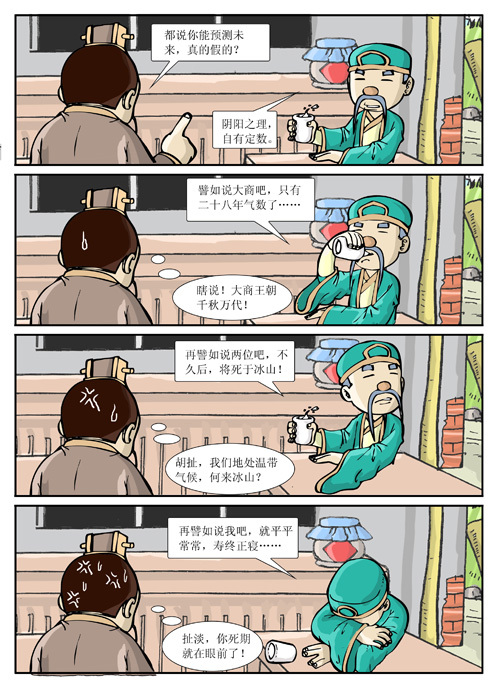 都说你能预测未
来，真的假的？
阴阳之理，
自有定数。
譬如说大商吧，只有
二十八年气数了……
瞎说！大商王朝
千秋万代！
再譬如说两位吧，不
久后，将死于冰山！
胡扯，我们地处温带
气候，何来冰山？
再譬如说我吧，就平平
常常，寿终正寝……
扯淡，你死期
就在眼前了！